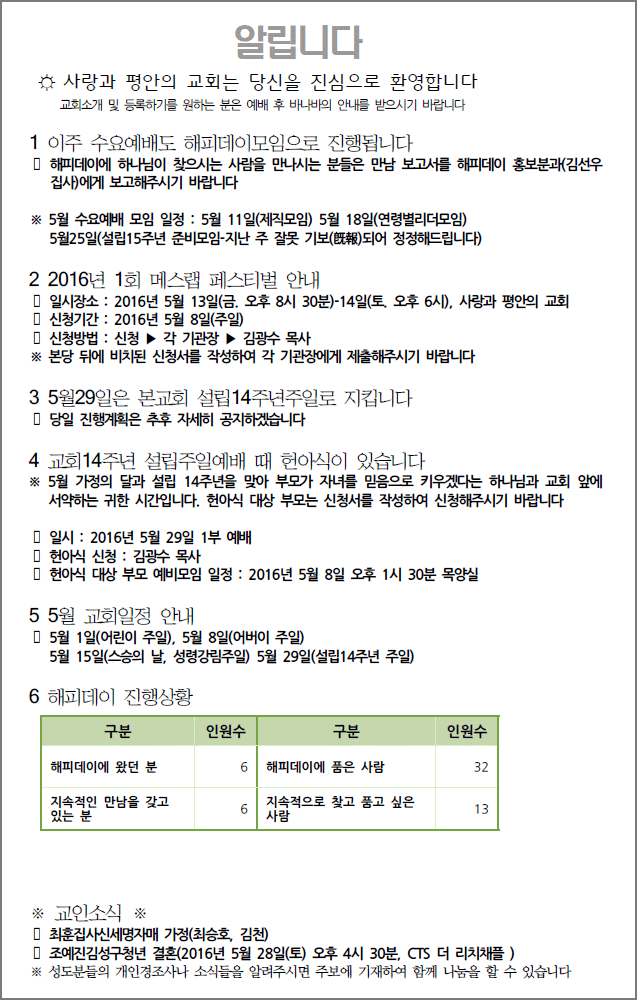 알립니다
☼ 사랑과 평안의 교회는 당신을 진심으로 환영합니다
교회소개 및 등록하기를 원하는 분은 예배 후 바나바의 안내를 받으시기 바랍니다
1 이주 수요예배도 해피데이모임으로 진행됩니다
▯ 해피데이에 하나님이 찾으시는 사람을 만나시는 분들은 만남 보고서를 해피데이 홍보분과(김선우
집사)에게 보고해주시기 바랍니다
※ 5월 수요예배 모임 일정 : 5월 11일(제직모임) 5월 18일(연령별리더모임)
5월25일(설립15주년 준비모임-지난 주 잘못 기보(旣報)되어 정정해드립니다)
2 2016년 1회 메스랩 페스티벌 안내
▯ 일시장소 : 2016년 5월 13일(금. 오후 8시 30분)-14일(토. 오후 6시), 사랑과 평안의 교회
▯ 신청기간 : 2016년 5월 8일(주일)
▯ 신청방법 : 신청 ▶ 각 기관장 ▶ 김광수 목사
※ 본당 뒤에 비치된 신청서를 작성하여 각 기관장에게 제출해주시기 바랍니다
3 5월29일은 본교회 설립14주년주일로 지킵니다
▯ 당일 진행계획은 추후 자세히 공지하겠습니다
4 교회14주년 설립주일예배 때 헌아식이 있습니다
※ 5월 가정의 달과 설립 14주년을 맞아 부모가 자녀를 믿음으로 키우겠다는 하나님과 교회 앞에
서약하는 귀한 시간입니다. 헌아식 대상 부모는 신청서를 작성하여 신청해주시기 바랍니다
▯ 일시 : 2016년 5월 29일 1부 예배
▯ 헌아식 신청 : 김광수 목사
▯ 헌아식 대상 부모 예비모임 일정 : 2016년 5월 8일 오후 1시 30분 목양실
5 5월 교회일정 안내
▯ 5월 1일(어린이 주일), 5월 8일(어버이 주일)
5월 15일(스승의 날, 성령강림주일) 5월 29일(설립14주년 주일)
6 해피데이 진행상황
구분 인원수 구분 인원수
해피데이에 왔던 분 6 해피데이에 품은 사람 32
지속적인 만남을 갖고 있는 분 6 지속적으로 찾고 품고 싶은 사람 13
※ 교인소식 ※
▯ 최훈집사신세명자매 가정(최승호, 김천)
▯ 조예진김성구청년 결혼(2016년 5월 28일(토) 오후 4시 30분, CTS 더 리치채플 )
※ 성도분들의 개인경조사나 소식들을 알려주시면 주보에 기재하여 함께 나눔을 할 수 있습니다